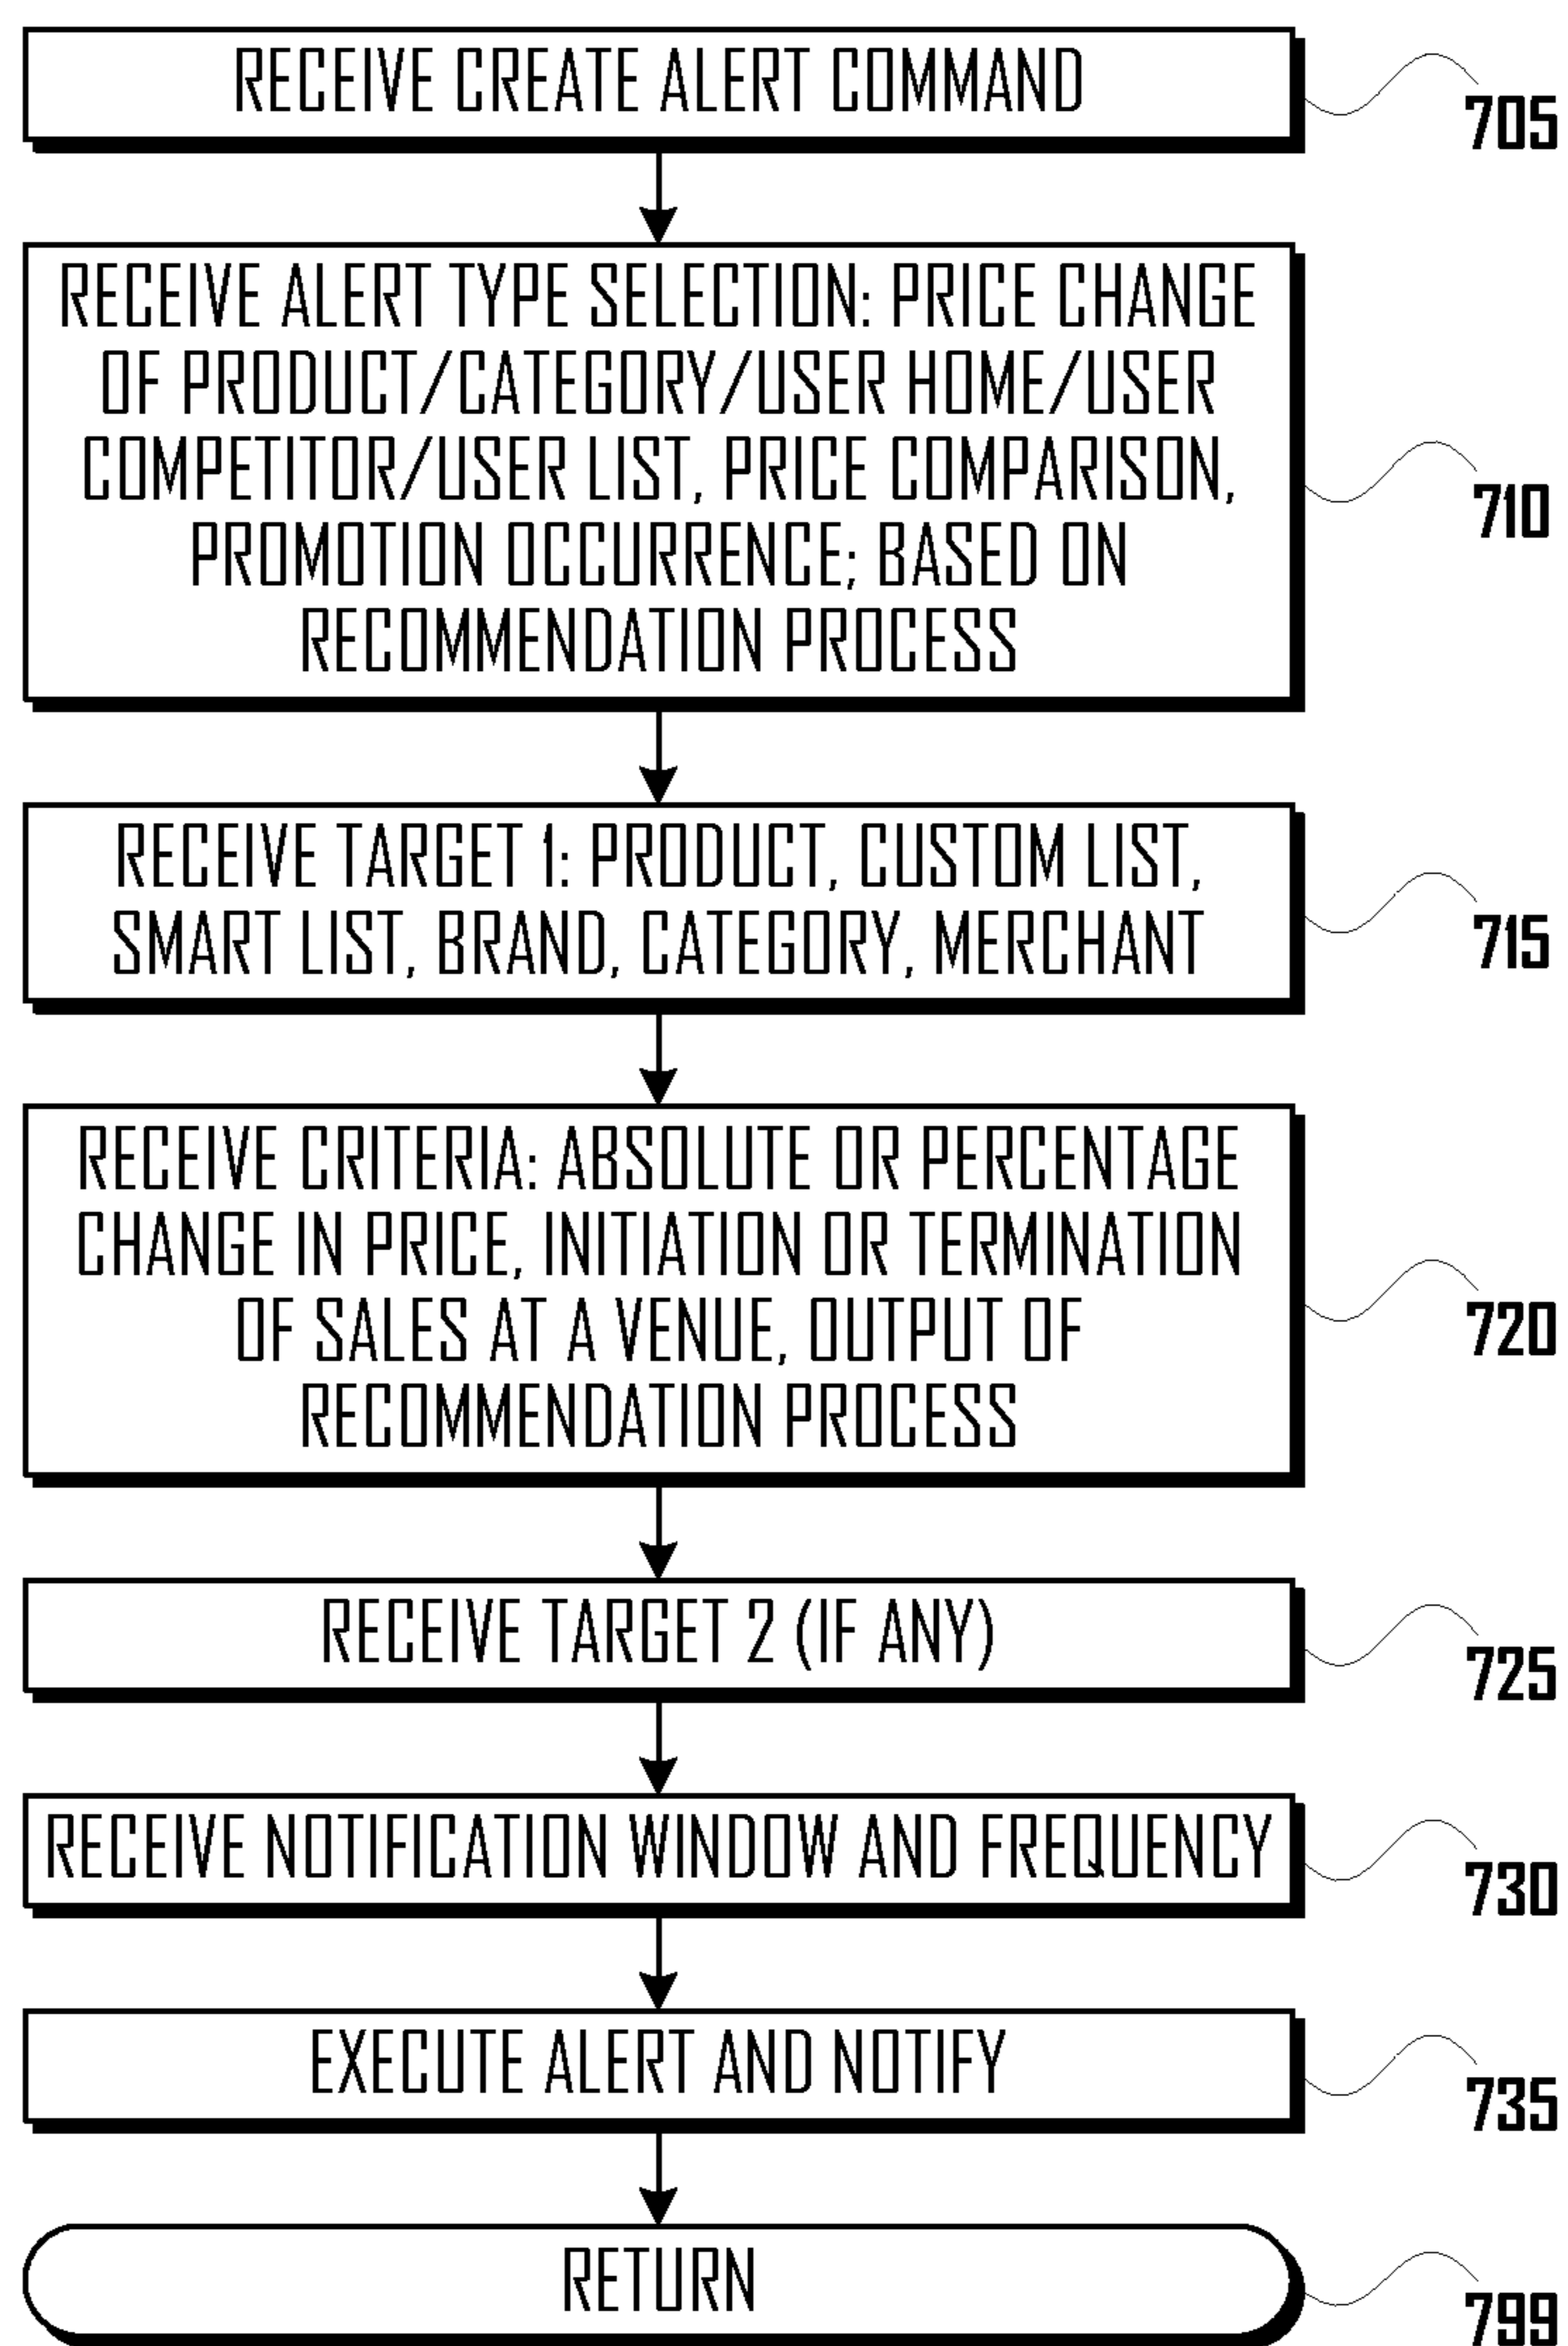 RECEIVE CREATE ALERT COMMAND
705
RECEIVE ALERT TYPE SELECTION: PRICE CHANGE
OF PRODUCT/CATEGORY/USER HOME/USER
COMPETITOR/USER LIST, PRICE COMPARISON,
PROMOTION OCCURRENCE; BASED ON
RECOMMENDATION PROCESS
710
RECEIVE TARGET 1: PRODUCT, CUSTOM LIST,
SMART LIST, BRAND, CATEGORY, MERCHANT
715
RECEIVE CRITERIA: ABSOLUTE OR PERCENTAGE
CHANGE IN PRICE, INITIATION OR TERMINATION
OF SALES AT A VENUE, OUTPUT OF
RECOMMENDATION PROCESS
720
RECEIVE TARGET 2 (IF ANY)
725
RECEIVE NOTIFICATION WINDOW AND FREQUENCY
730
EXECUTE ALERT AND NOTIFY
735
RETURN
799